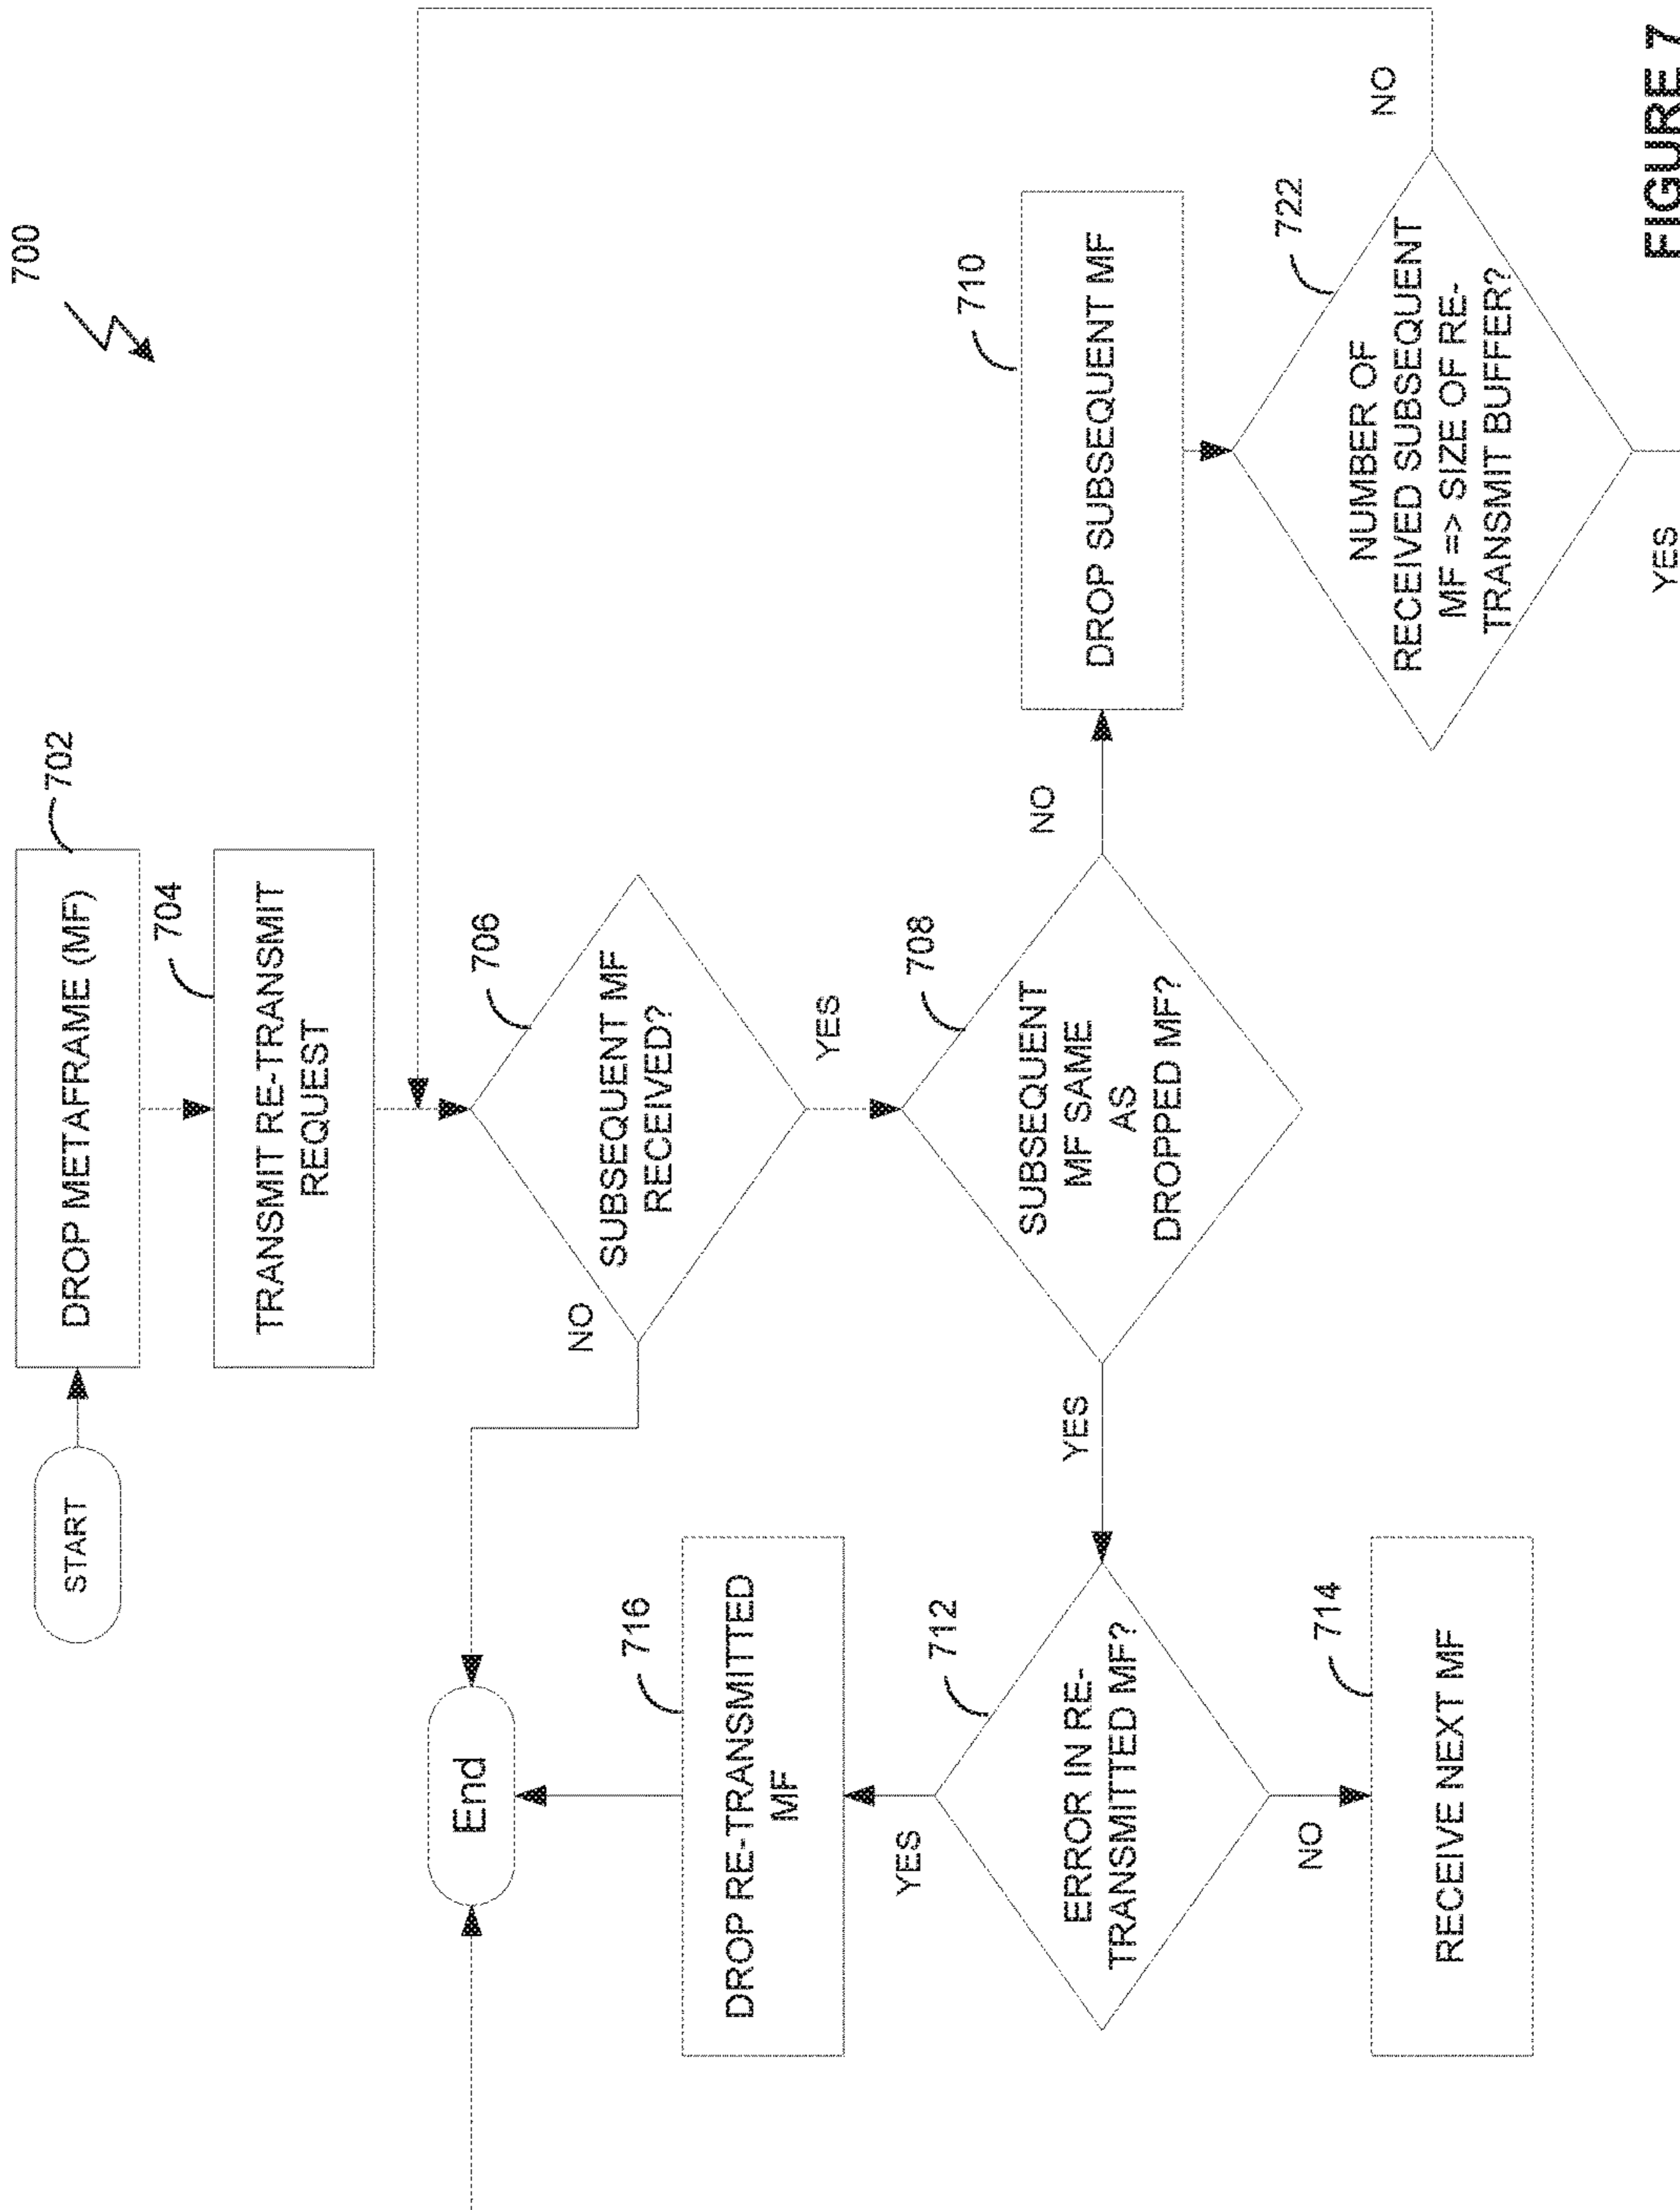 700
START
DROP METAFRAME (MF)
702
704
TRANSMIT RE-TRANSMIT
REQUEST
706
SUBSEQUENT MF
RECEIVED?
NO
YES
End
708
SUBSEQUENT
MF SAME
AS
DROPPED MF?
YES
NO
716
DROP RE-TRANSMITTED
MF
YES
712
ERROR IN RE-
TRANSMITTED MF?
NO
714
RECEIVE NEXT MF
710
DROP SUBSEQUENT MF
722
NUMBER OF
RECEIVED SUBSEQUENT
MF => SIZE OF RE-
TRANSMIT BUFFER?
NO
YES
FIGURE 7